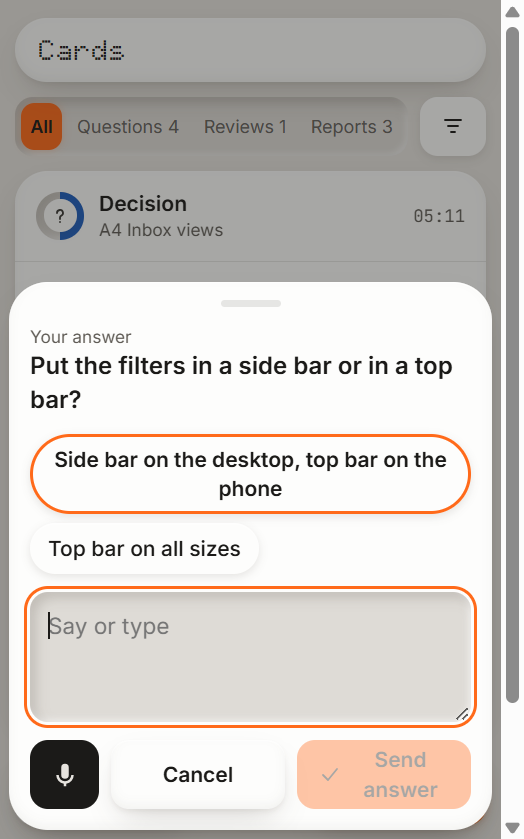 Cards
All Questions 4 Reviews 1 Reports 3
? Decision 05:11
A4 Inbox views
Your answer
Put the filters in a side bar or in a top
bar?
Side bar on the desktop, top bar on the
phone
Top bar on all sizes
Say or type
Cancel Send
answer